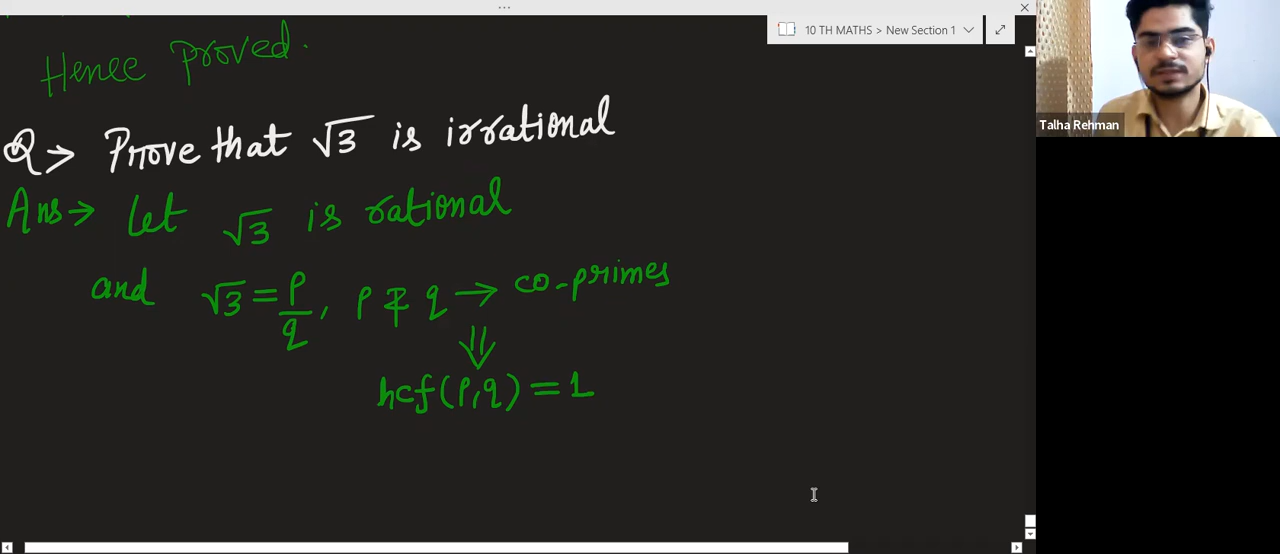 10 TH MATHS > New Section 1
Hence proved.
Talha Rehman
Q> Prove that √3 is irrational
Ans→ Let √3 is rational
and √3 = p/q, p & q → co-primes
⇓
hcf(p,q) = 1